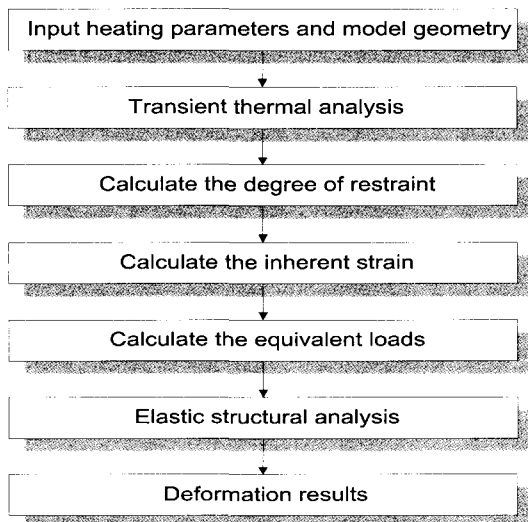 Input heating parameters and model geometry
Transient thermal analysis
Calculate the degree of restraint
Calculate the inherent strain
Calculate the equivalent loads
Elastic structural analysis
Deformation results